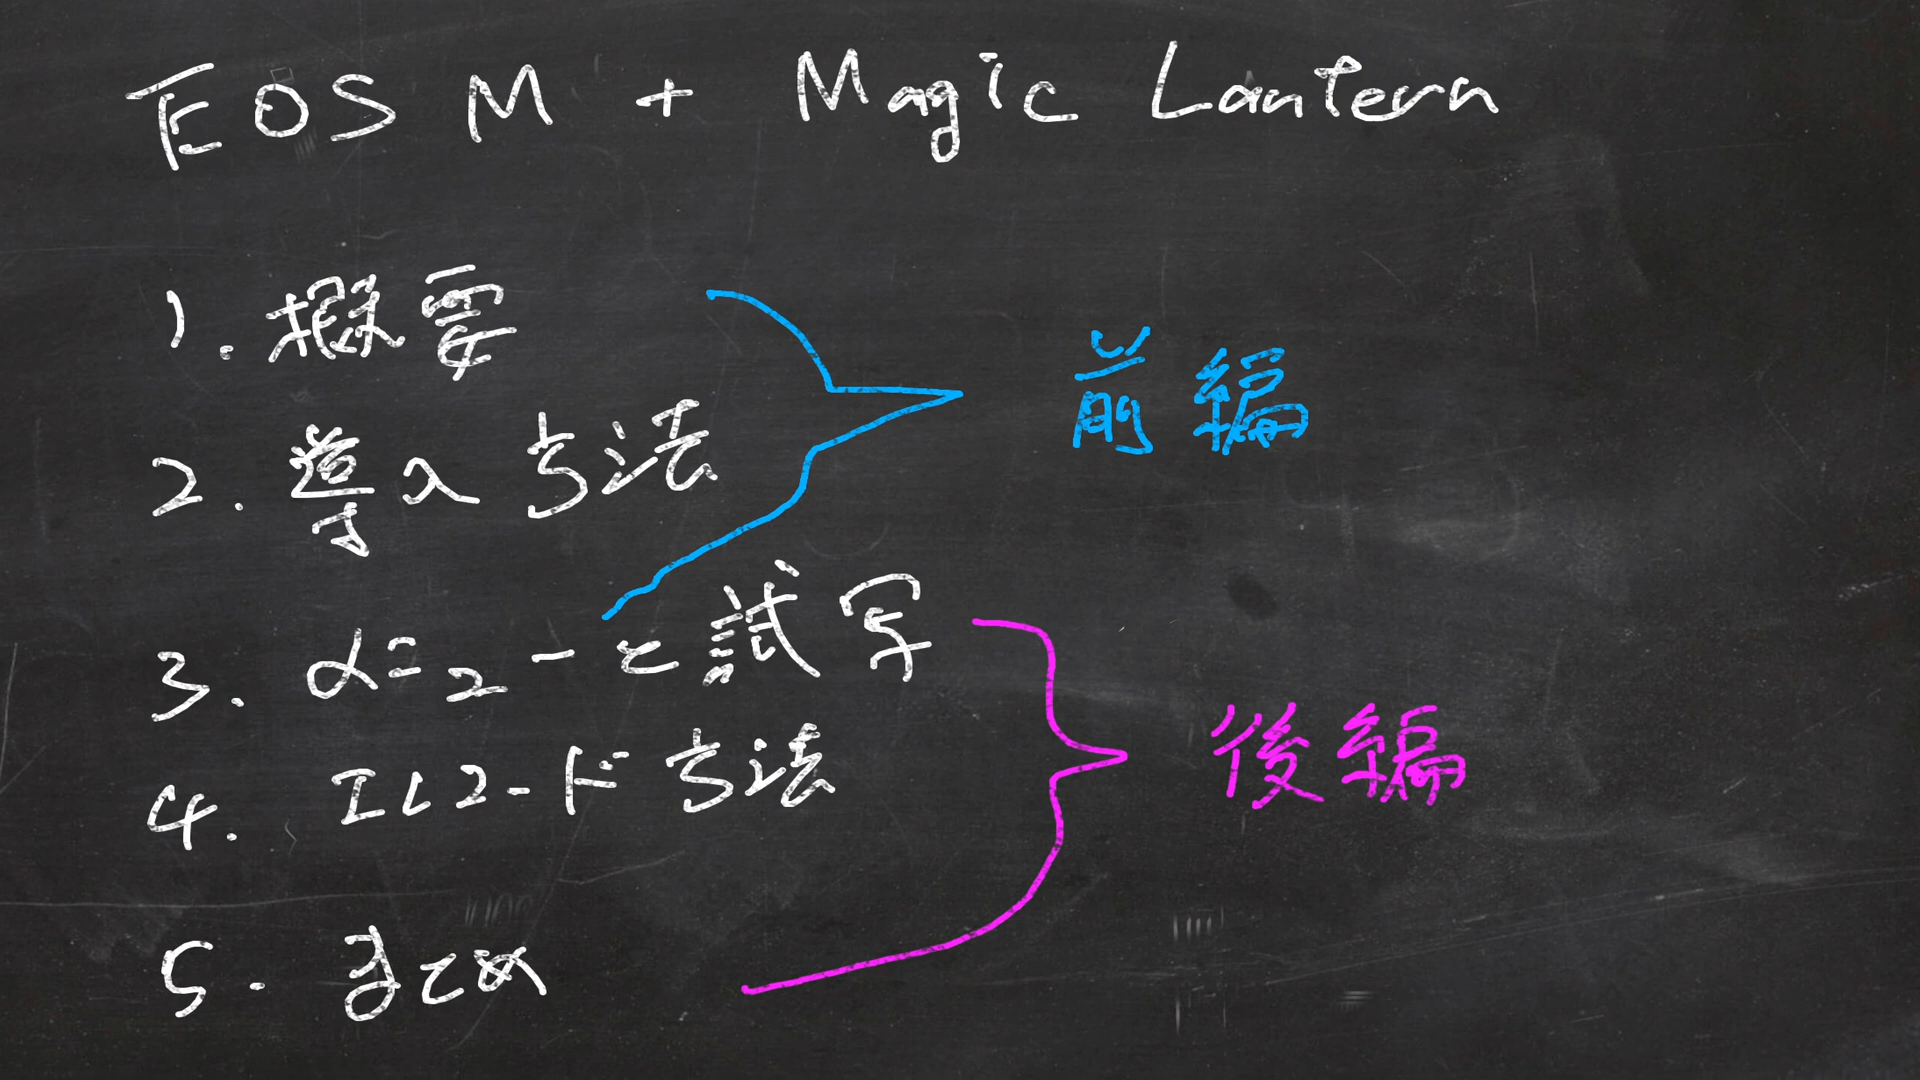 EOS M + Magic Lantern
1. 概要
2. 導入方法
前編
3. メニューと試写
4. エンコード方法
後編
5. まとめ